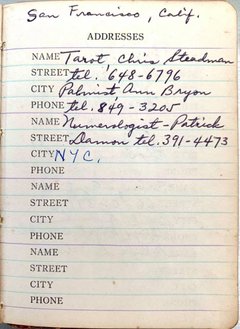 San Francisco, Calif.
ADDRESSES
NAME Tarot, Chris Steadman
STREET tel. 648-6796
CITY Palmist, Ann Bryon
PHONE tel. 849-3205
NAME Numerologist - Patrick
STREET Damon tel. 391-4473
CITY NYC.
PHONE
NAME
STREET
CITY
PHONE
NAME
STREET
CITY
PHONE